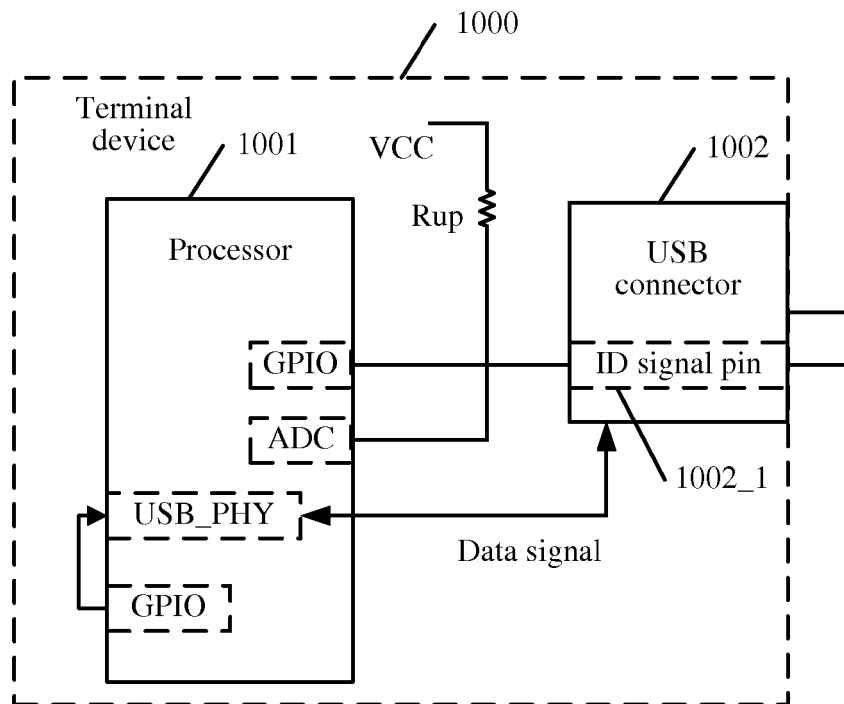 1000
Terminal
device
1001
VCC
1002
Rup
Processor
USB
connector
GPIO
ID signal pin
ADC
1002_1
USB_PHY
Data signal
GPIO